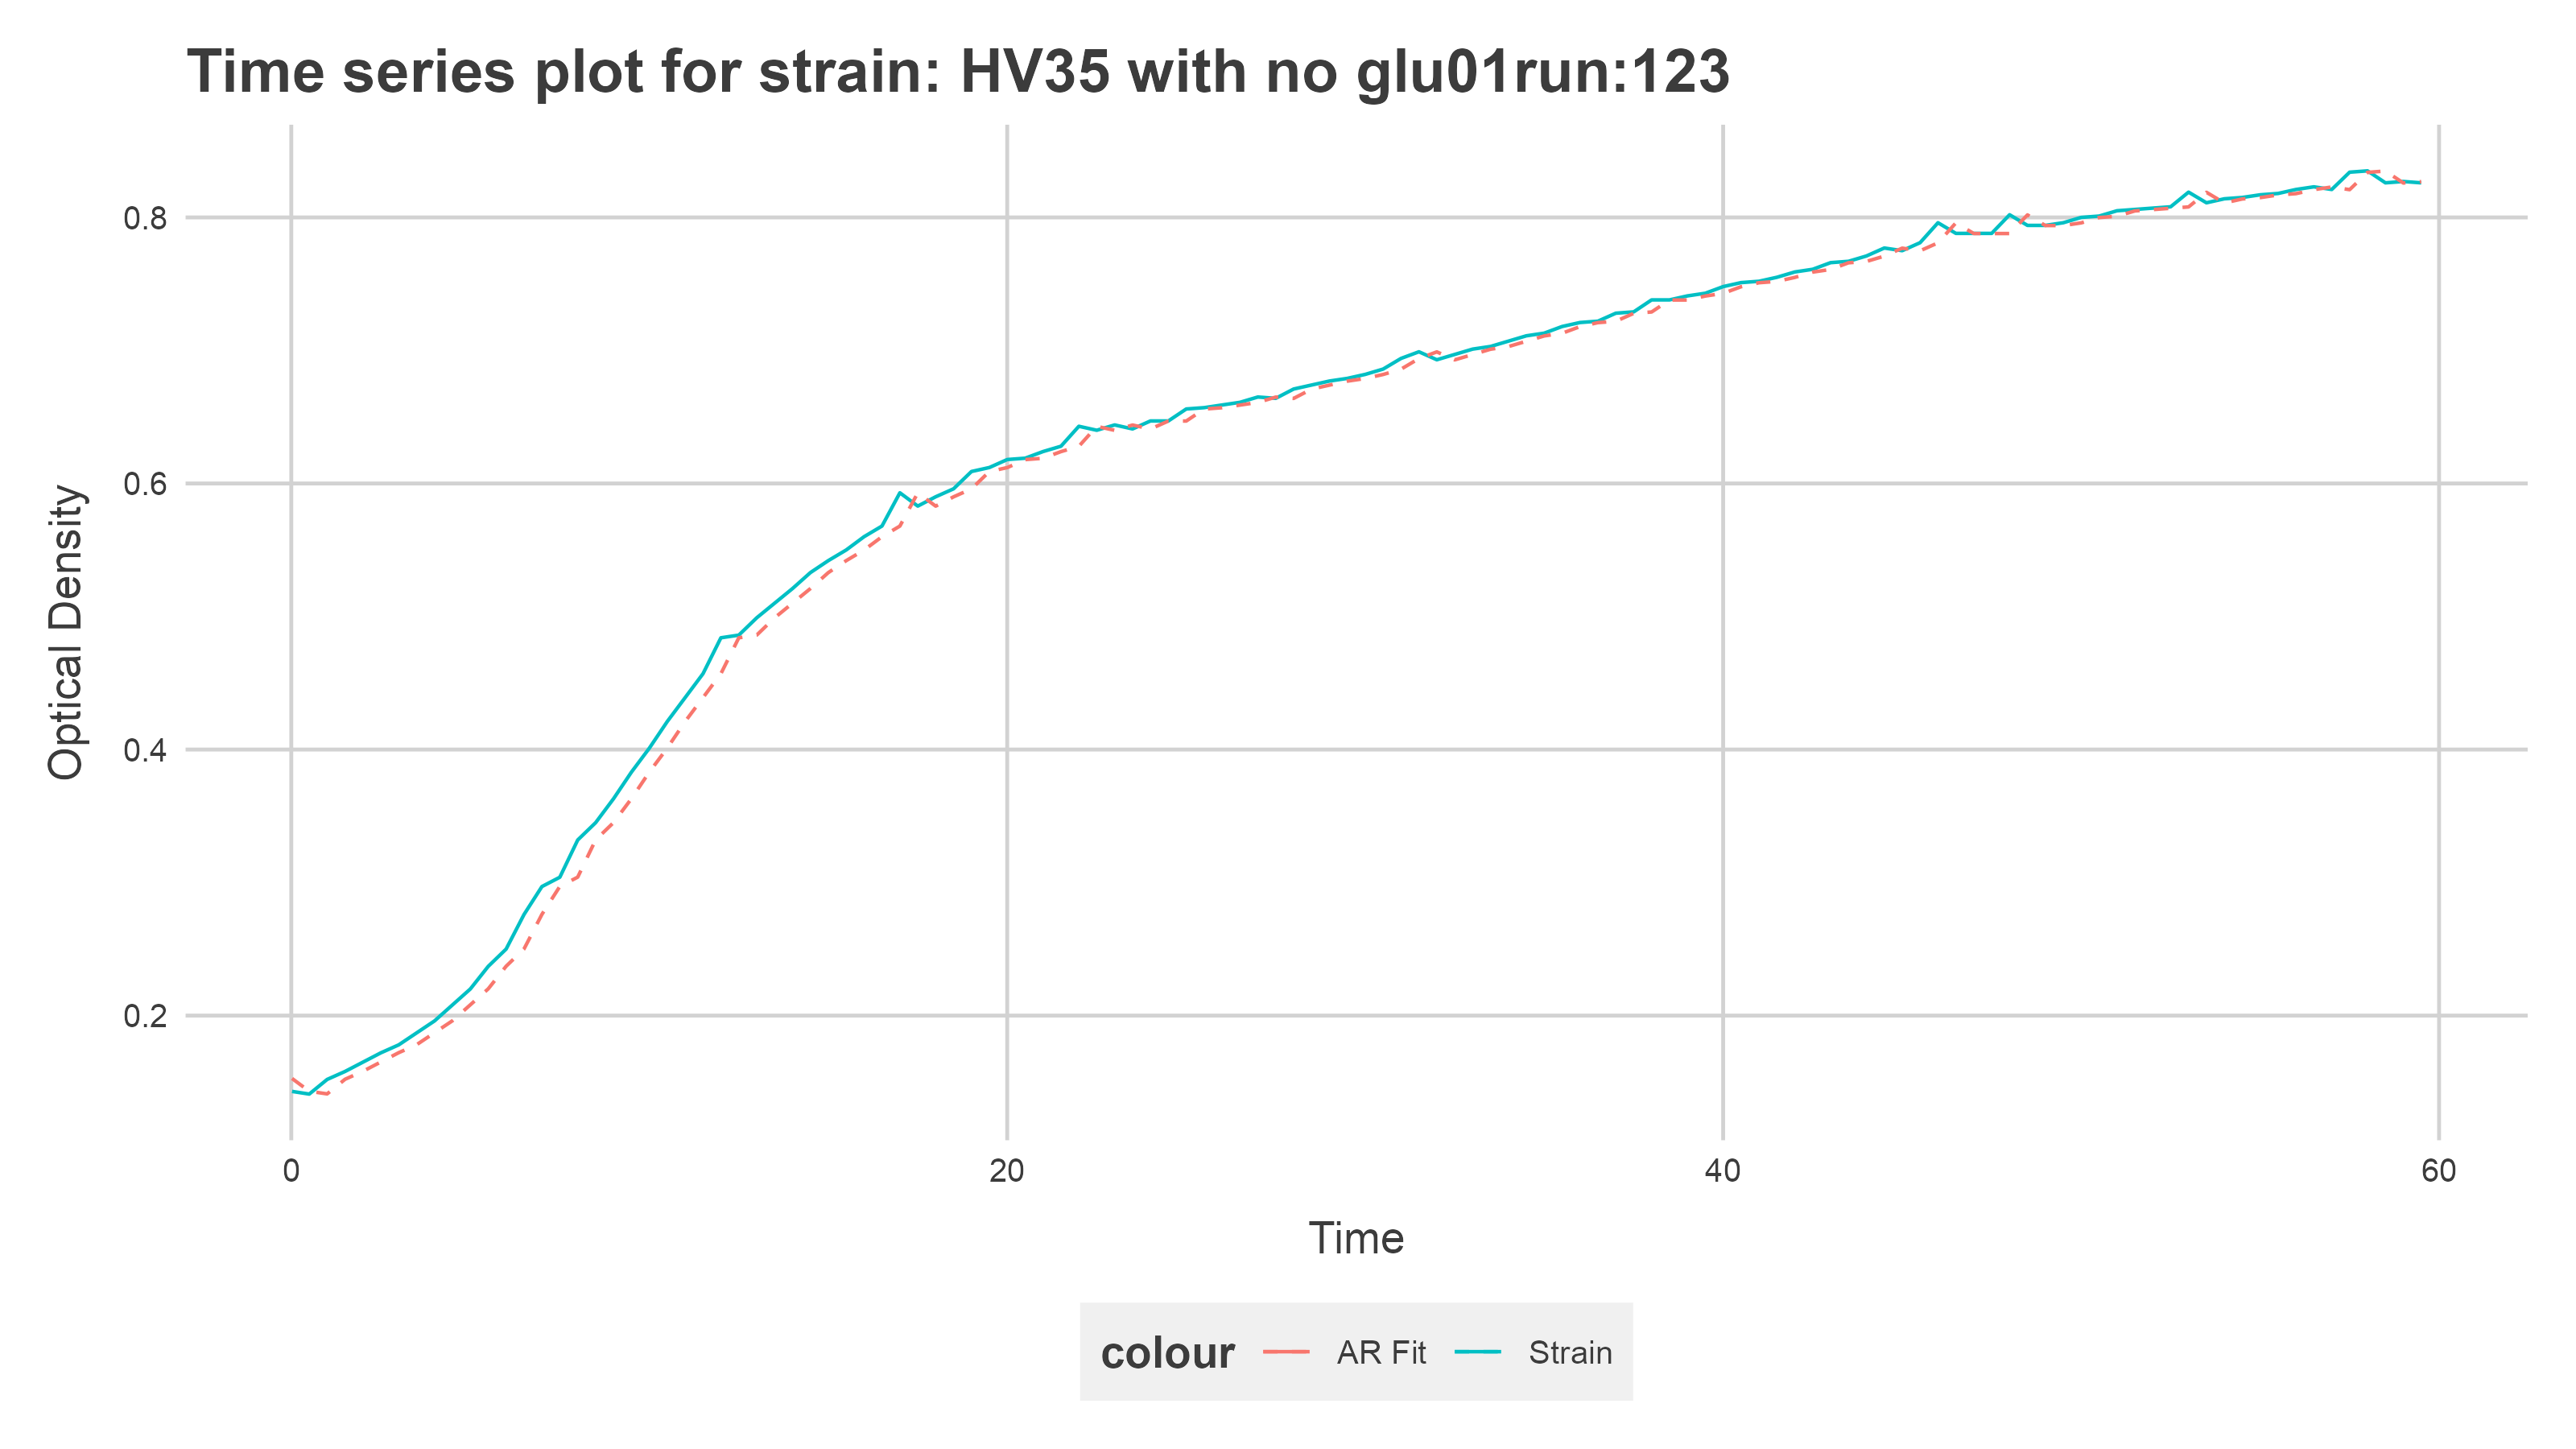 Time series plot for strain: HV35 with no glu01run:123
Optical Density
0.8
0.6
0.4
0.2
0 20 40 60
Time
colour AR Fit Strain